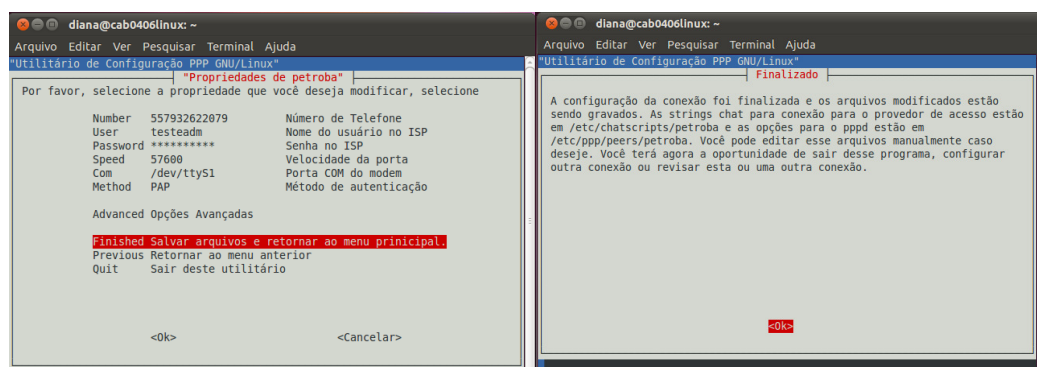 diana@cab0406linux: ~
Arquivo Editar Ver Pesquisar Terminal Ajuda
"Utilitário de Configuração PPP GNU/Linux"
"Propriedades de petroba"
Por favor, selecione a propriedade que você deseja modificar, selecione
Number 557932622079 Número de Telefone
User testeadm Nome do usuário no ISP
Password ********** Senha no ISP
Speed 57600 Velocidade da porta
Com /dev/ttyS1 Porta COM do modem
Method PAP Método de autenticação
Advanced Opções Avançadas
Finished Salvar arquivos e retornar ao menu prinicipal.
Previous Retornar ao menu anterior
Quit Sair deste utilitário
<Ok> <Cancelar>
diana@cab0406linux: ~
Arquivo Editar Ver Pesquisar Terminal Ajuda
"Utilitário de Configuração PPP GNU/Linux"
Finalizado
A configuração da conexão foi finalizada e os arquivos modificados estão
sendo gravados. As strings chat para conexão para o provedor de acesso estão
em /etc/chatscripts/petroba e as opções para o pppd estão em
/etc/ppp/peers/petroba. Você pode editar esse arquivos manualmente caso
deseje. Você terá agora a oportunidade de sair desse programa, configurar
outra conexão ou revisar esta ou uma outra conexão.
<Ok>